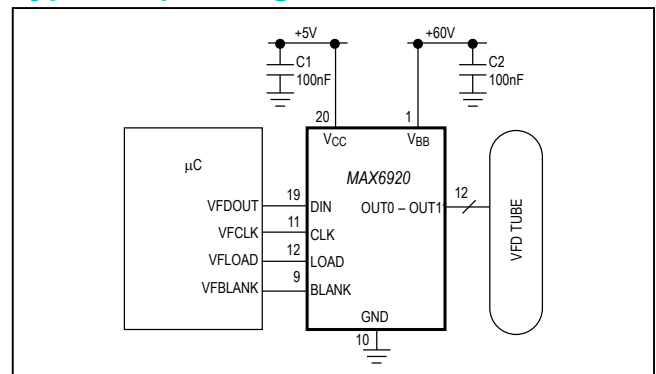 +5V
+60V
C1
100nF
C2
100nF
20
1
VCC
VBB
μC
MAX6920
VFDOUT
19
DIN
OUT0 – OUT1
12
VFCLK
11
CLK
VFLOAD
12
LOAD
VFBLANK
9
BLANK
GND
10
VFD TUBE